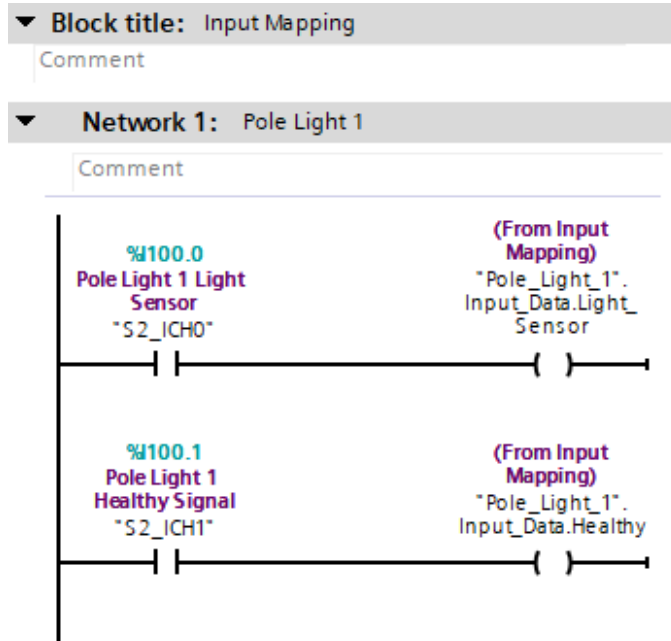 Block title: Input Mapping
Comment
Network 1: Pole Light 1
Comment
%I100.0
Pole Light 1 Light
Sensor
"S2_ICH0"
(From Input
Mapping)
"Pole_Light_1".
Input_Data.Light_
Sensor
%I100.1
Pole Light 1
Healthy Signal
"S2_ICH1"
(From Input
Mapping)
"Pole_Light_1".
Input_Data.Healthy